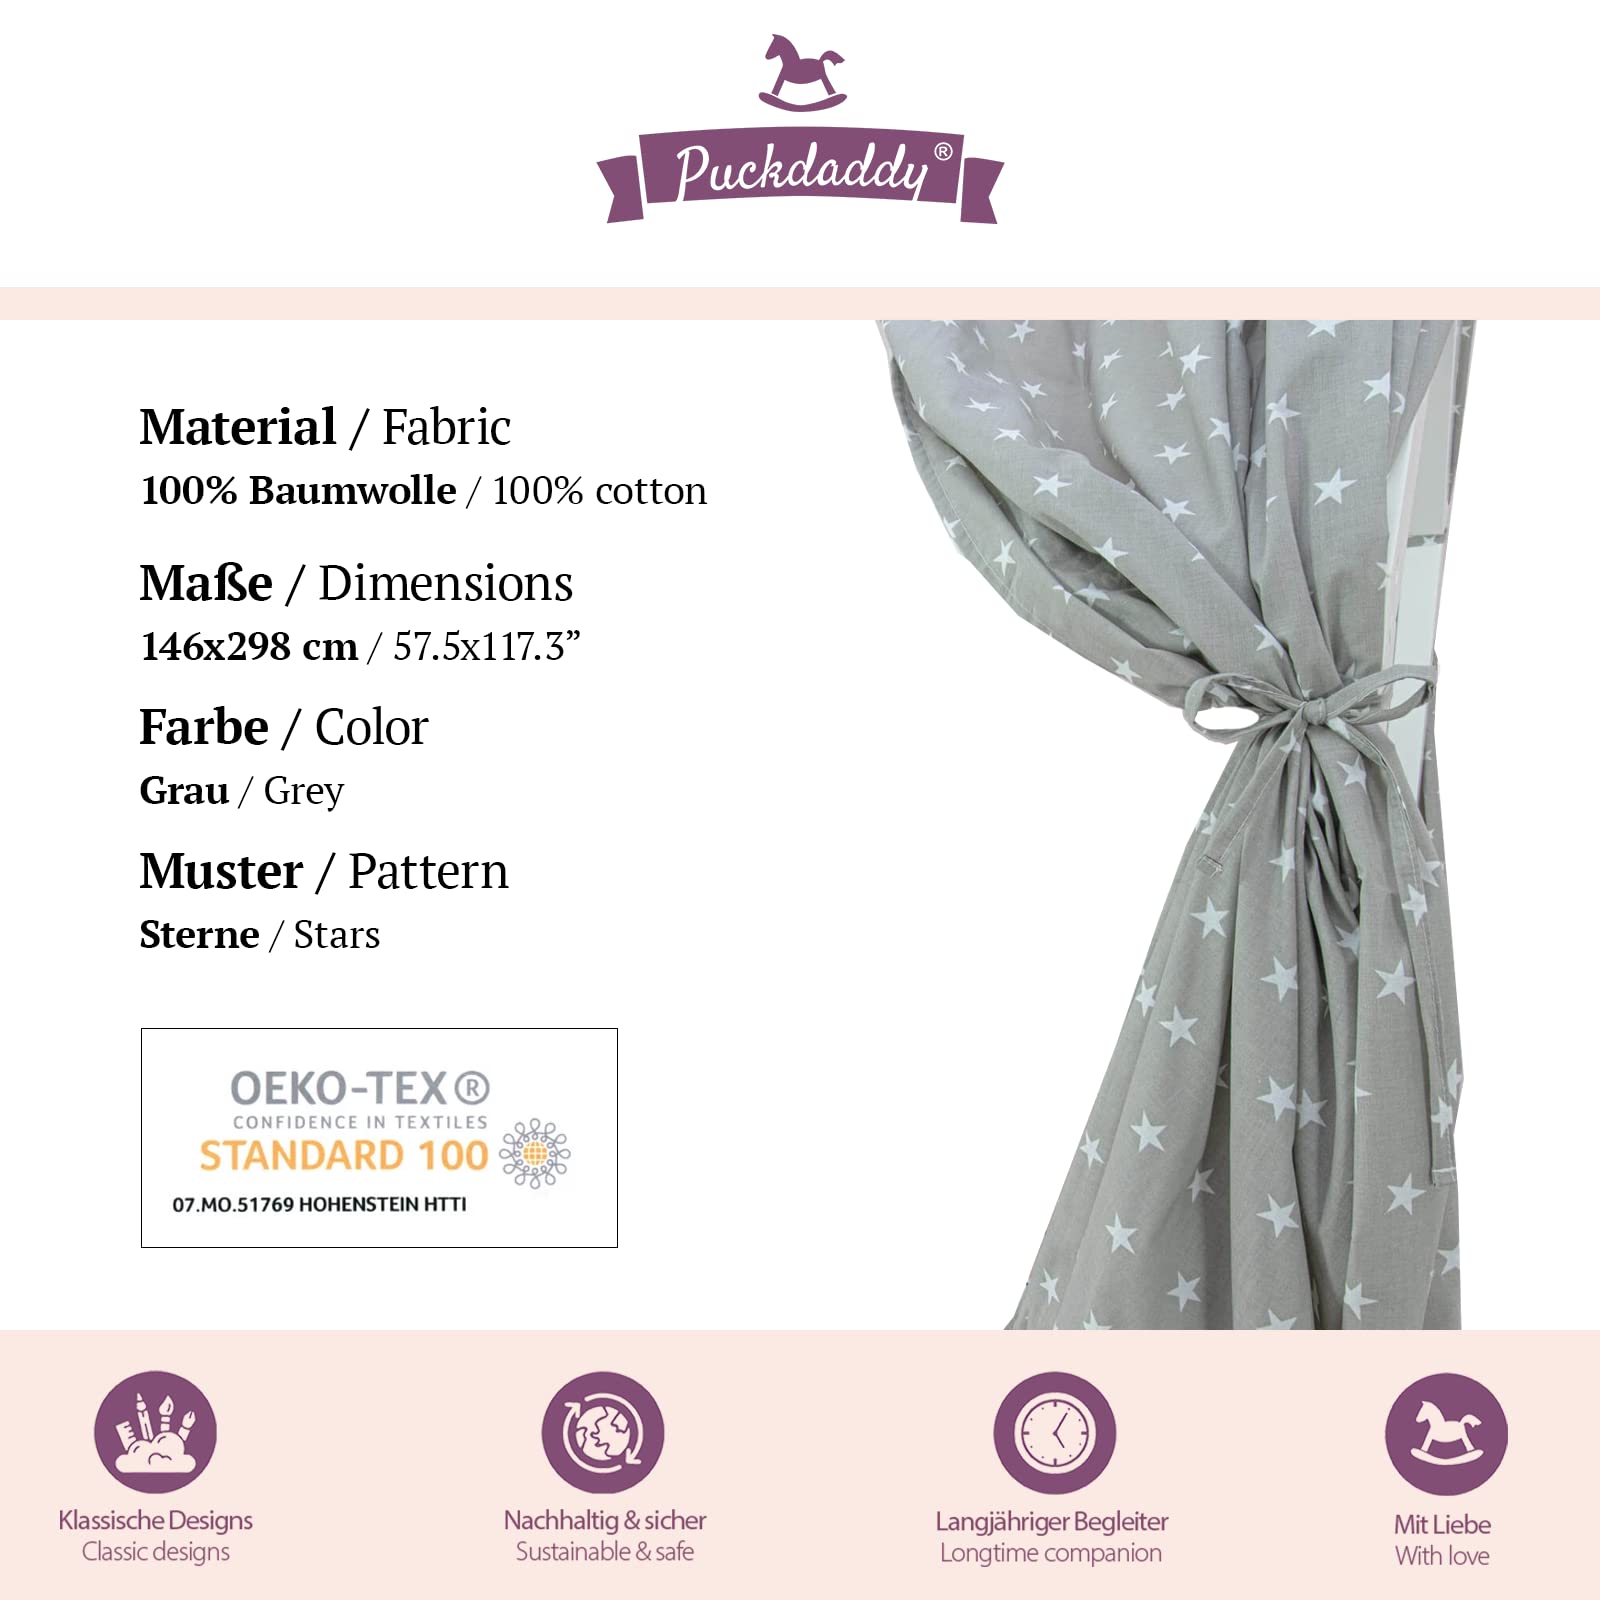 Puckdaddy®
Material / Fabric
100% Baumwolle / 100% cotton
Maße / Dimensions
146x298 cm / 57.5x117.3”
Farbe / Color
Grau / Grey
Muster / Pattern
Sterne / Stars
OEKO-TEX®
CONFIDENCE IN TEXTILES
STANDARD 100
07.MO.51769 HOHENSTEIN HTTI
Klassische Designs
Classic designs
Nachhaltig & sicher
Sustainable & safe
Langjähriger Begleiter
Longtime companion
Mit Liebe
With love